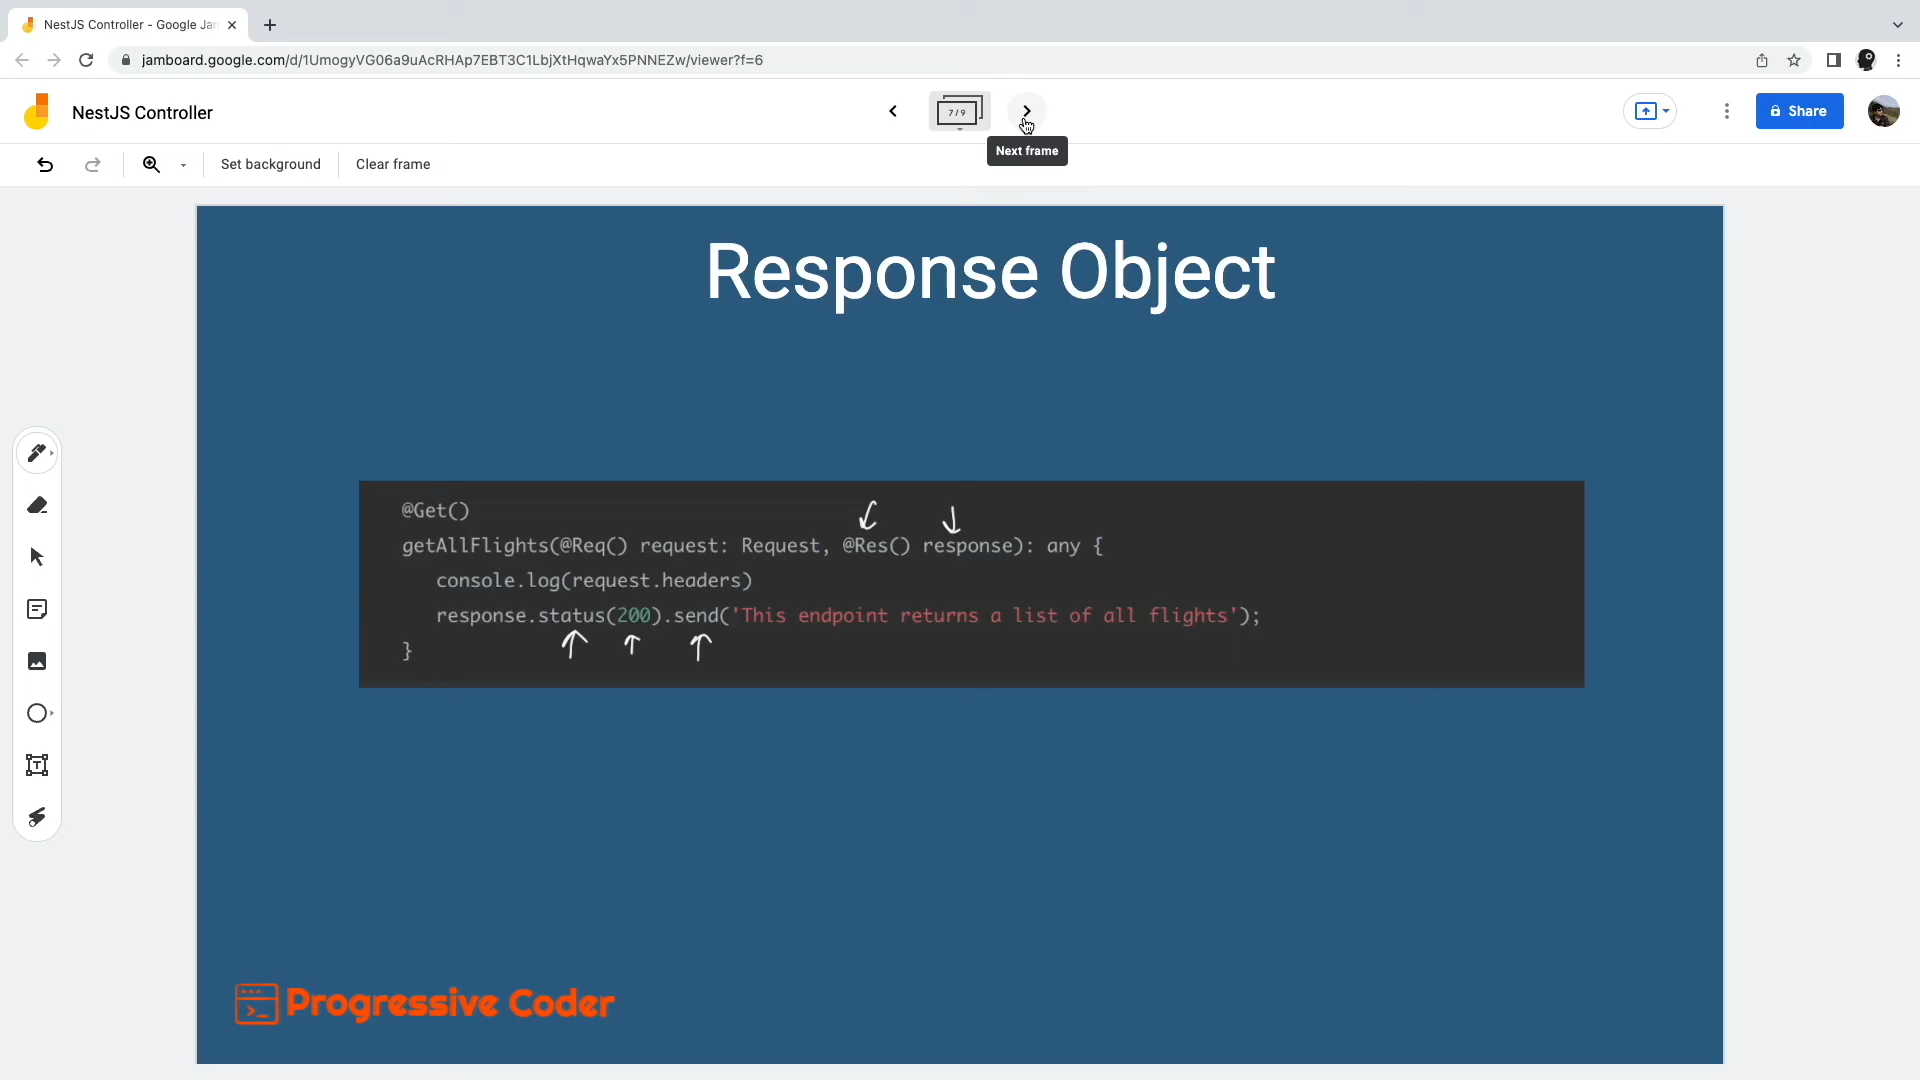 NestJS Controller - Google Jam
jamboard.google.com/d/1UmogyVG06a9uAcRHAp7EBT3C1LbjXtHqwaYx5PNNEZw/viewer?f=6
NestJS Controller
7/9
Share
Next frame
Set background
Clear frame
Response Object
@Get()
getAllFlights(@Req() request: Request, @Res() response): any {
console.log(request.headers)
response.status(200).send('This endpoint returns a list of all flights');
}
Progressive Coder